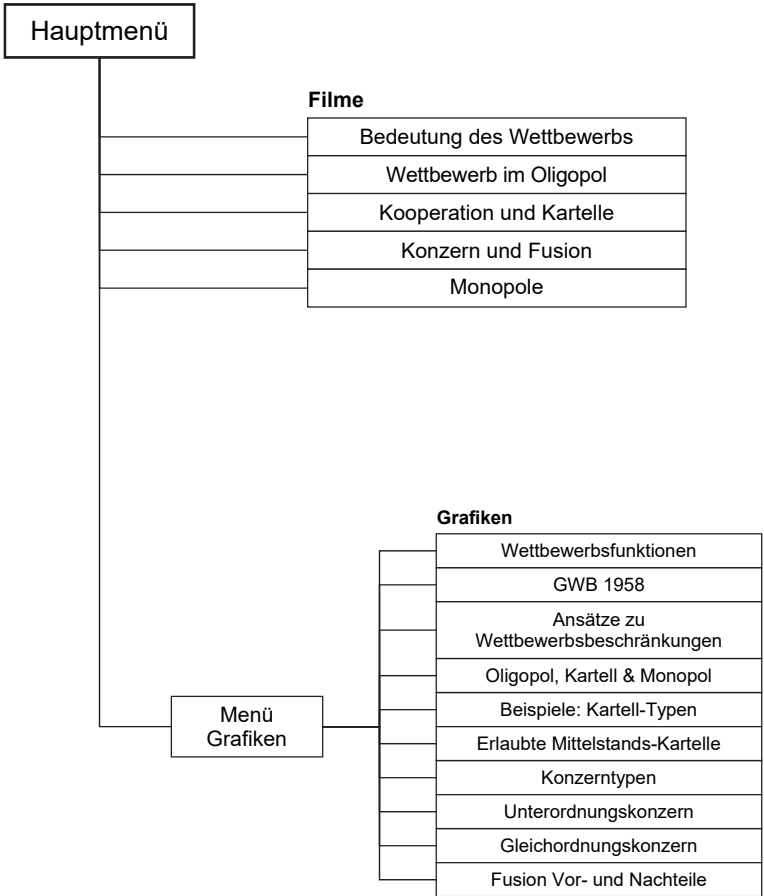 Hauptmenü
Filme
Bedeutung des Wettbewerbs
Wettbewerb im Oligopol
Kooperation und Kartelle
Konzern und Fusion
Monopole
Grafiken
Wettbewerbsfunktionen
GWB 1958
Ansätze zu
Wettbewerbsbeschränkungen
Oligopol, Kartell & Monopol
Beispiele: Kartell-Typen
Erlaubte Mittelstands-Kartelle
Konzerntypen
Unterordnungskonzern
Gleichordnungskonzern
Fusion Vor- und Nachteile
Menü
Grafiken